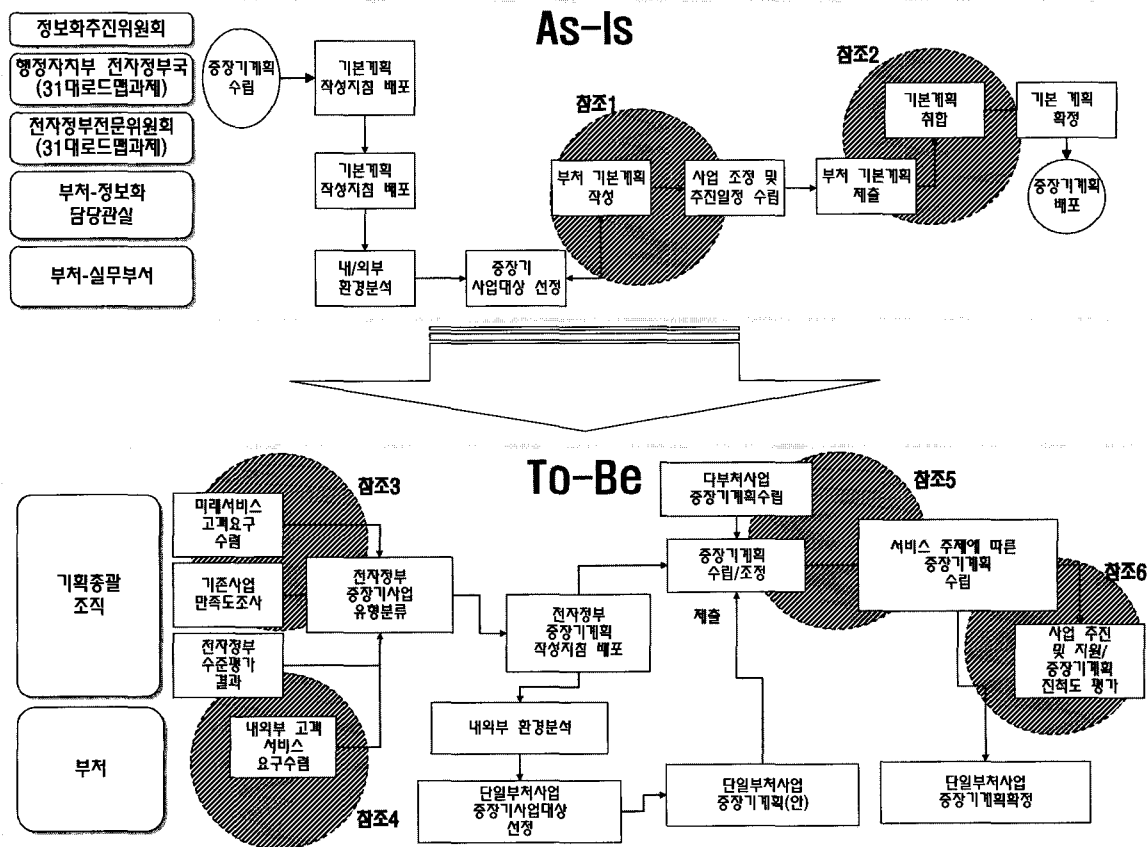 As-Is
정보화추진위원회
행정자치부 전자정부국
(31대로드맵과제)
전자정부전문위원회
(31대로드맵과제)
부처-정보화
담당관실
부처-실무부서
중장기계획
수립
기본계획
작성지침 배포
기본계획
작성지침 배포
내/외부
환경분석
중장기
사업대상 선정
참조1
부처 기본계획
작성
사업 조정 및
추진일정 수립
참조2
부처 기본계획
제출
기본계획
취합
기본 계획
확정
중장기계획
배포
To-Be
기획총괄
조직
부처
참조3
미래서비스
고객요구
수렴
기존사업
만족도조사
전자정부
수준평가
결과
내외부 고객
서비스
요구수렴
참조4
전자정부
중장기사업
유형분류
전자정부
중장기계획
작성지침 배포
내외부 환경분석
단일부처사업
중장기사업대상
선정
단일부처사업
중장기계획(안)
제출
다부처사업
중장기계획수립
중장기계획
수립/조정
참조5
서비스 주제에 따른
중장기계획
수립
참조6
사업 추진
및 지원/
중장기계획
진척도 평가
단일부처사업
중장기계획확정